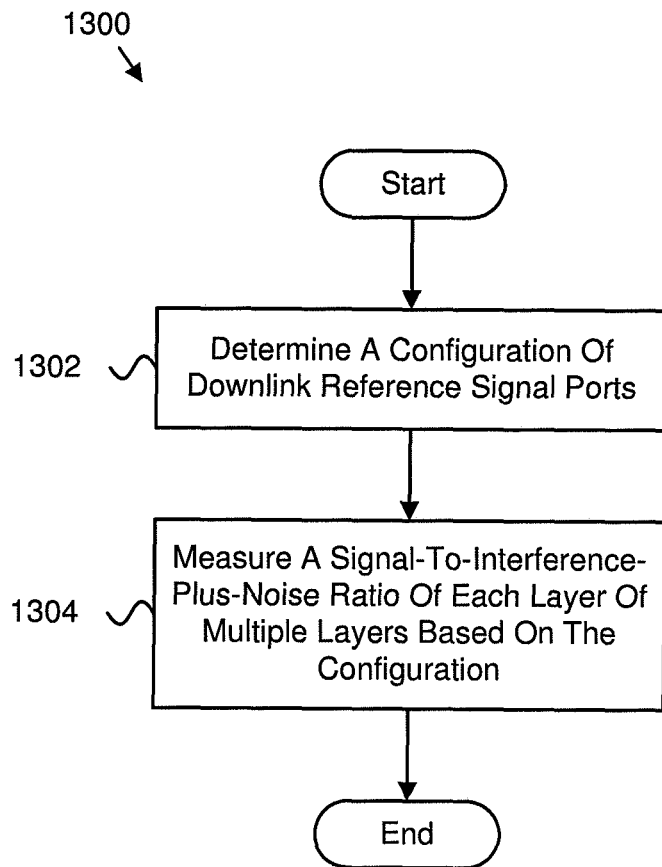 1300
Start
1302
Determine A Configuration Of
Downlink Reference Signal Ports
1304
Measure A Signal-To-Interference-
Plus-Noise Ratio Of Each Layer Of
Multiple Layers Based On The
Configuration
End